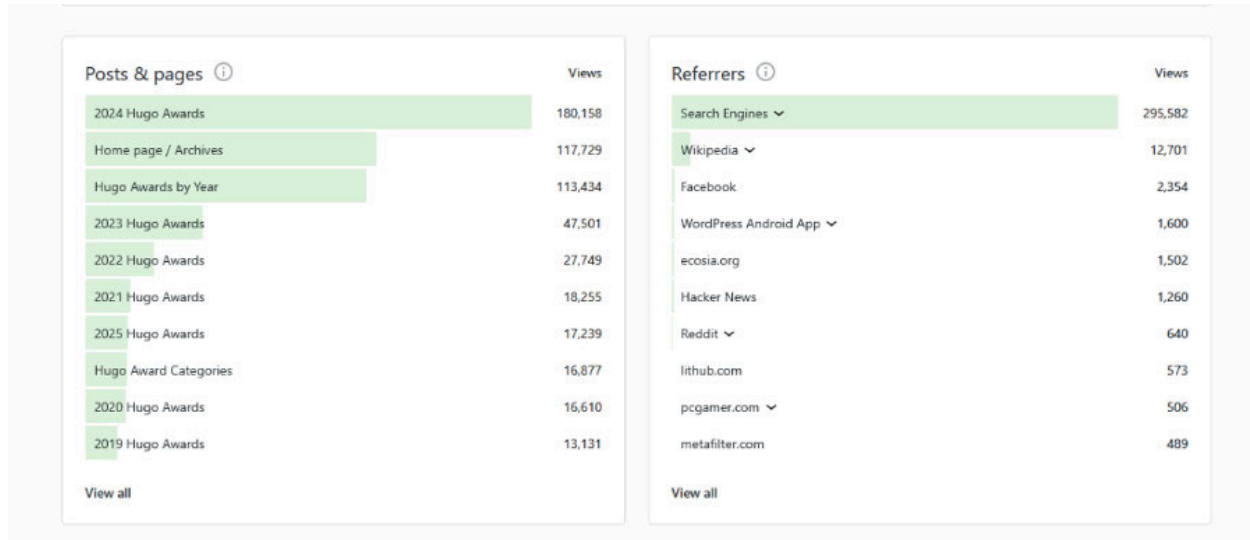 Posts & pages Views
2024 Hugo Awards 180,158
Home page / Archives 117,729
Hugo Awards by Year 113,434
2023 Hugo Awards 47,501
2022 Hugo Awards 27,749
2021 Hugo Awards 18,255
2025 Hugo Awards 17,239
Hugo Award Categories 16,877
2020 Hugo Awards 16,610
2019 Hugo Awards 13,131
View all
Referrers Views
Search Engines 295,582
Wikipedia 12,701
Facebook 2,354
WordPress Android App 1,600
ecosia.org 1,502
Hacker News 1,260
Reddit 640
lithub.com 573
pcgamer.com 506
metafilter.com 489
View all